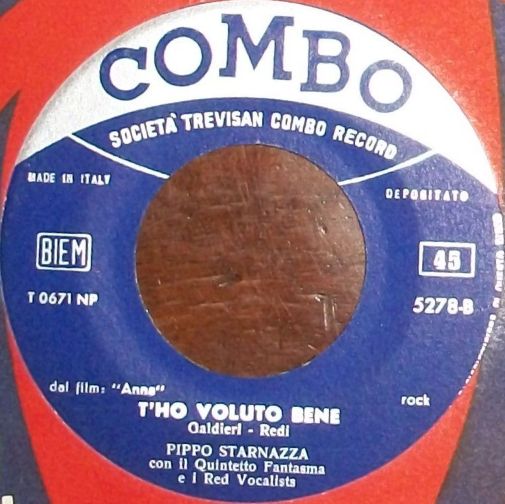 COMBO
SOCIETÀ TREVISAN COMBO RECORD
MADE IN ITALY
DEPOSITATO
BIEM
45
T 0671 NP
5278-B
dal film: "Anna"
rock
T'HO VOLUTO BENE
Galdieri - Redi
PIPPO STARNAZZA
con il Quintetto Fantasma
e i Red Vocalists